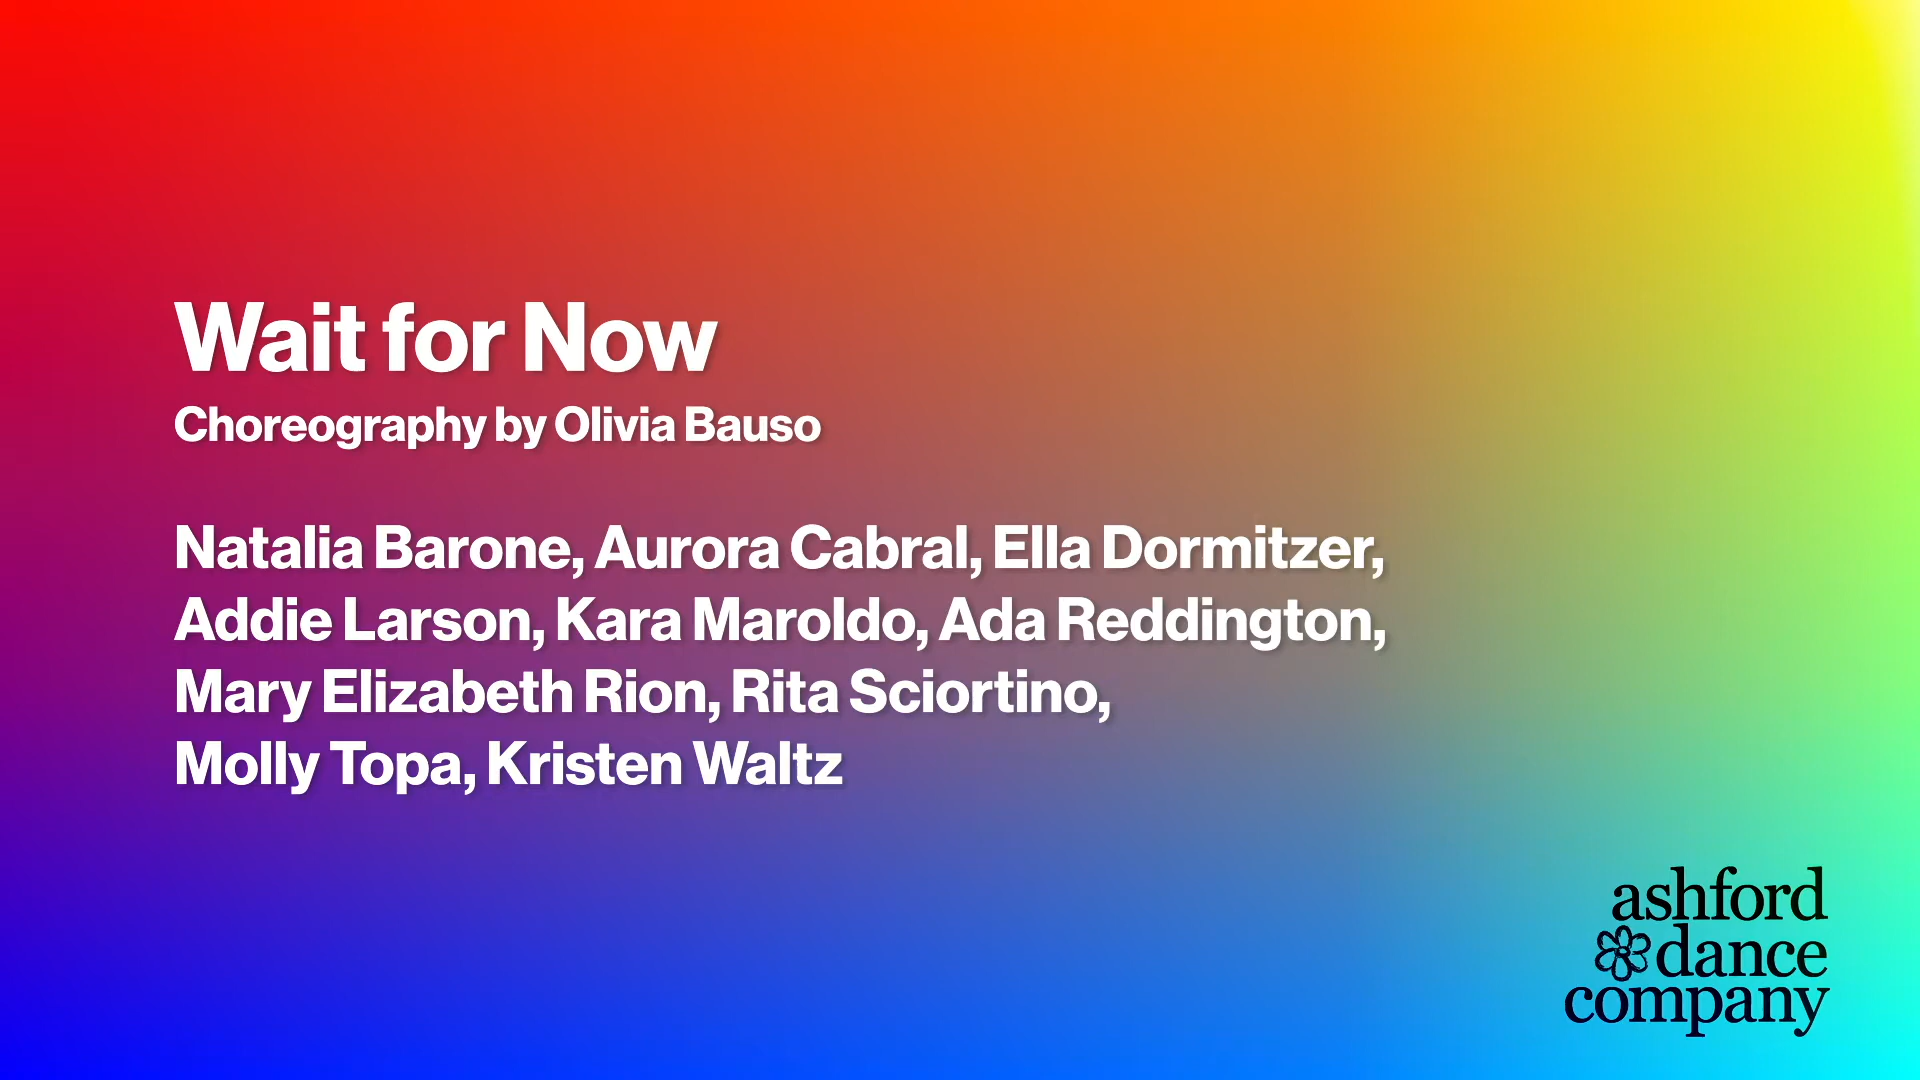 Wait for Now
Choreography by Olivia Bauso
Natalia Barone, Aurora Cabral, Ella Dormitzer,
Addie Larson, Kara Maroldo, Ada Reddington,
Mary Elizabeth Rion, Rita Sciortino,
Molly Topa, Kristen Waltz
ashford
dance
company